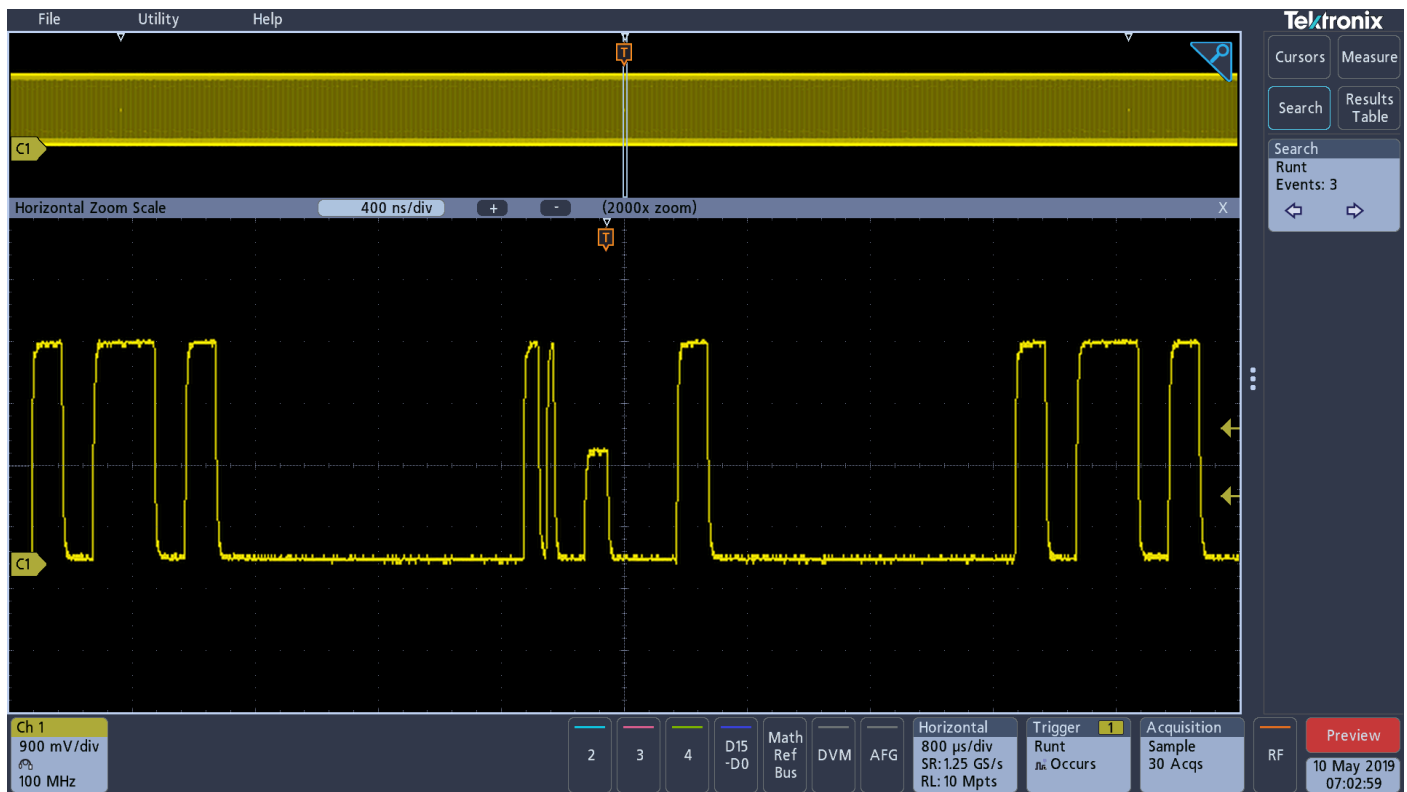 File Utility Help
Tektronix
Cursors Measure
Search Results Table
Search
Runt
Events: 3
T
C1
Horizontal Zoom Scale 400 ns/div + - (2000x zoom) X
T
C1
Ch 1
900 mV/div
100 MHz
2
3
4
D15
-D0
Math
Ref
Bus
DVM
AFG
Horizontal
800 µs/div
SR: 1.25 GS/s
RL: 10 Mpts
Trigger 1
Runt
Occurs
Acquisition
Sample
30 Acqs
RF
Preview
10 May 2019
07:02:59